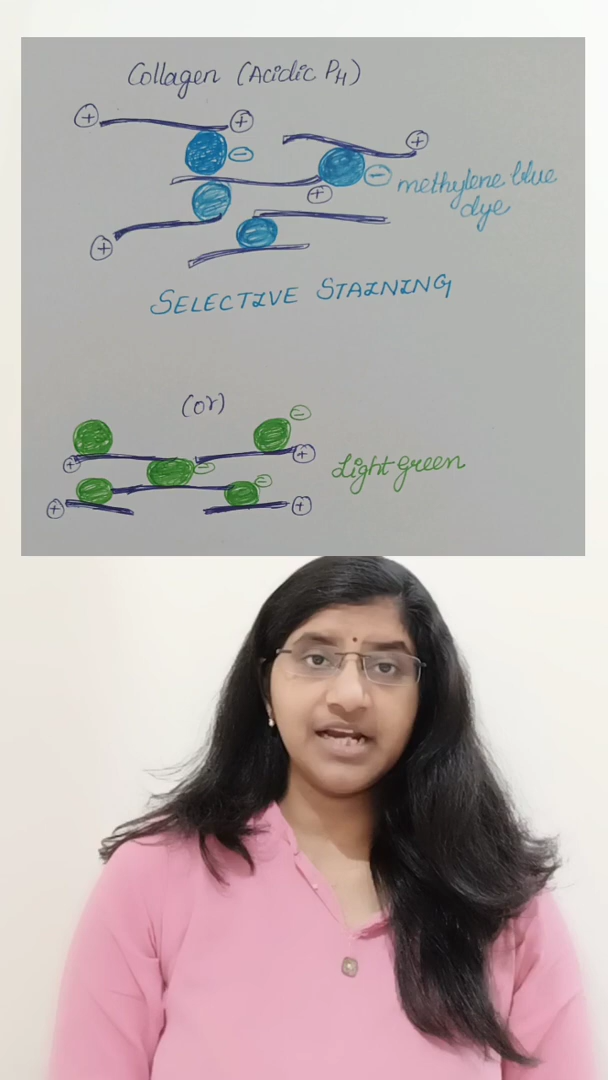 Collagen (Acidic PH)
+ +
+
-
-
+
methylene blue
dye
+
SELECTIVE STAINING
(or)
-
+
+
-
Light green
-
+
+